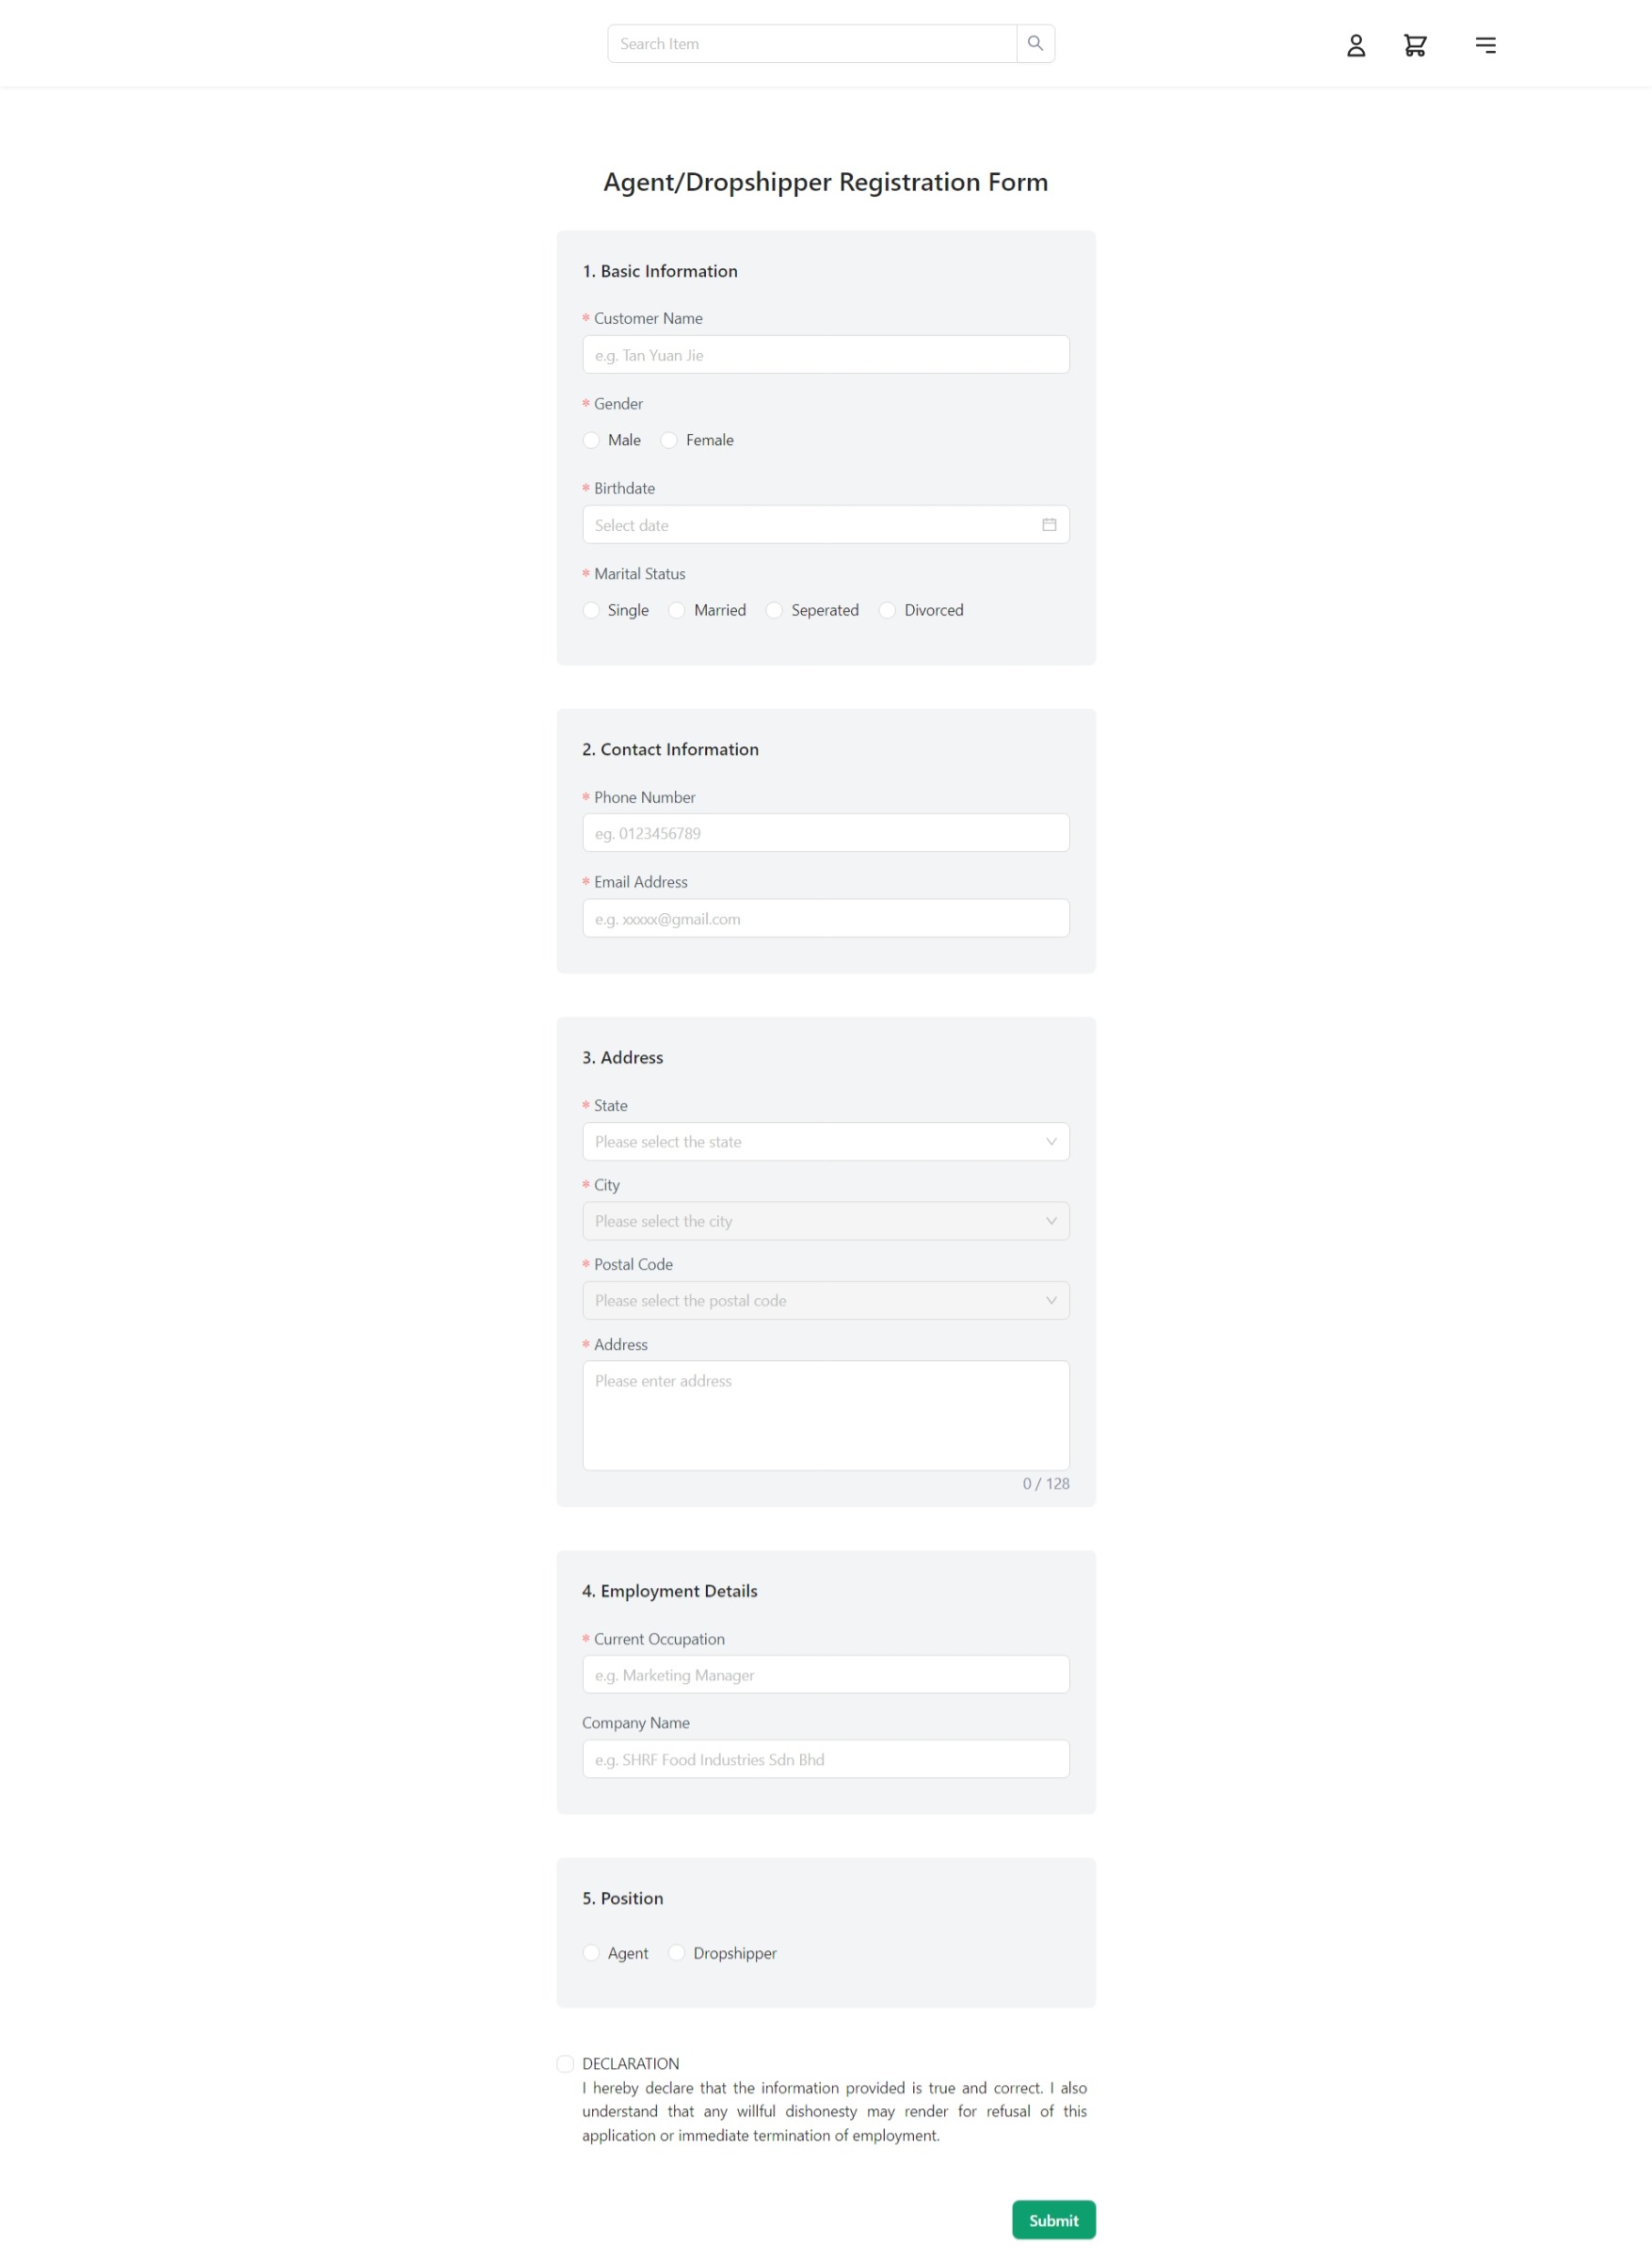 Search Item
Agent/Dropshipper Registration Form
1. Basic Information
* Customer Name
e.g. Tan Yuan Jie
* Gender
Male Female
* Birthdate
Select date
* Marital Status
Single Married Seperated Divorced
2. Contact Information
* Phone Number
eg. 0123456789
* Email Address
e.g. xxxxx@gmail.com
3. Address
* State
Please select the state
* City
Please select the city
* Postal Code
Please select the postal code
* Address
Please enter address
0 / 128
4. Employment Details
* Current Occupation
e.g. Marketing Manager
Company Name
e.g. SHRF Food Industries Sdn Bhd
5. Position
Agent Dropshipper
DECLARATION
I hereby declare that the information provided is true and correct. I also
understand that any willful dishonesty may render for refusal of this
application or immediate termination of employment.
Submit